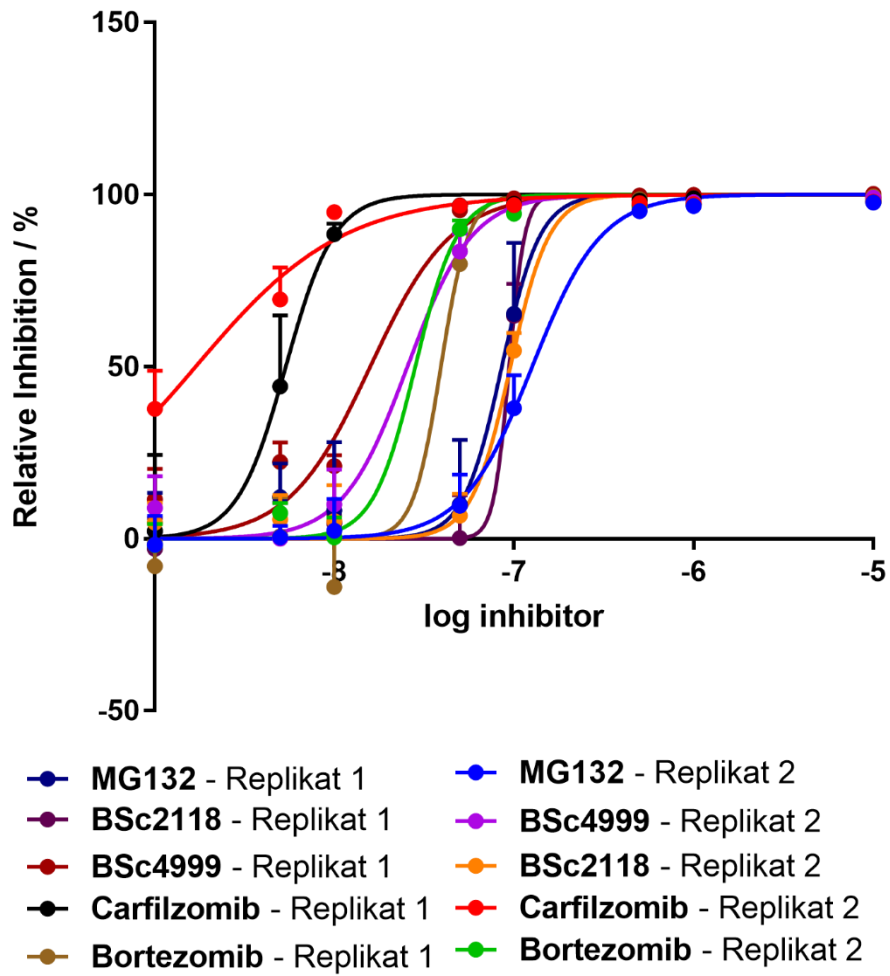 150
100
50
0
-50
-8
-7
-6
-5
Relative Inhibition / %
log inhibitor
MG132 - Replikat 1
MG132 - Replikat 2
BSc2118 - Replikat 1
BSc4999 - Replikat 2
BSc4999 - Replikat 1
BSc2118 - Replikat 2
Carfilzomib - Replikat 1
Carfilzomib - Replikat 2
Bortezomib - Replikat 1
Bortezomib - Replikat 2